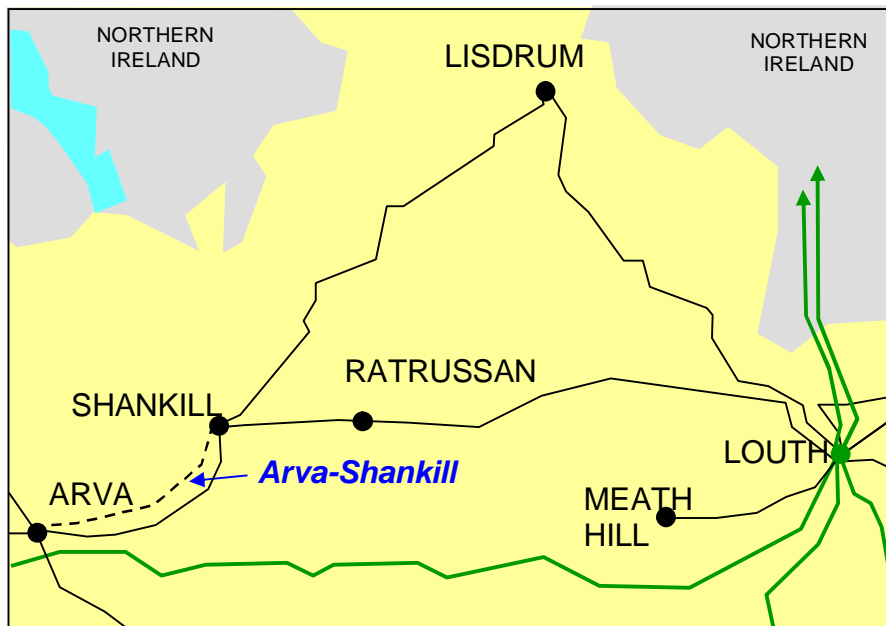 NORTHERN
IRELAND
NORTHERN
IRELAND
LISDRUM
RATRUSSAN
SHANKILL
LOUTH
Arva-Shankill
ARVA
MEATH
HILL